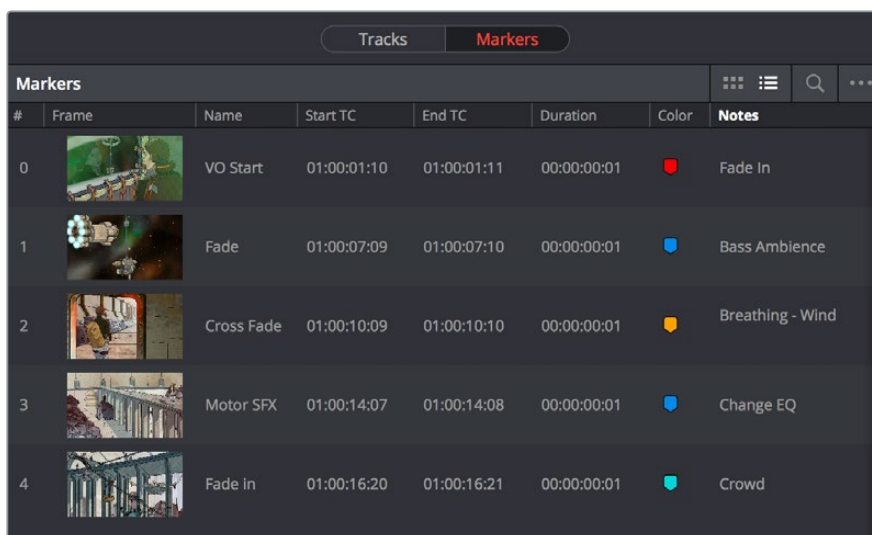 Tracks Markers
Markers
# Frame Name Start TC End TC Duration Color Notes
0 VO Start 01:00:01:10 01:00:01:11 00:00:00:01 Fade In
1 Fade 01:00:07:09 01:00:07:10 00:00:00:01 Bass Ambience
2 Cross Fade 01:00:10:09 01:00:10:10 00:00:00:01 Breathing - Wind
3 Motor SFX 01:00:14:07 01:00:14:08 00:00:00:01 Change EQ
4 Fade in 01:00:16:20 01:00:16:21 00:00:00:01 Crowd